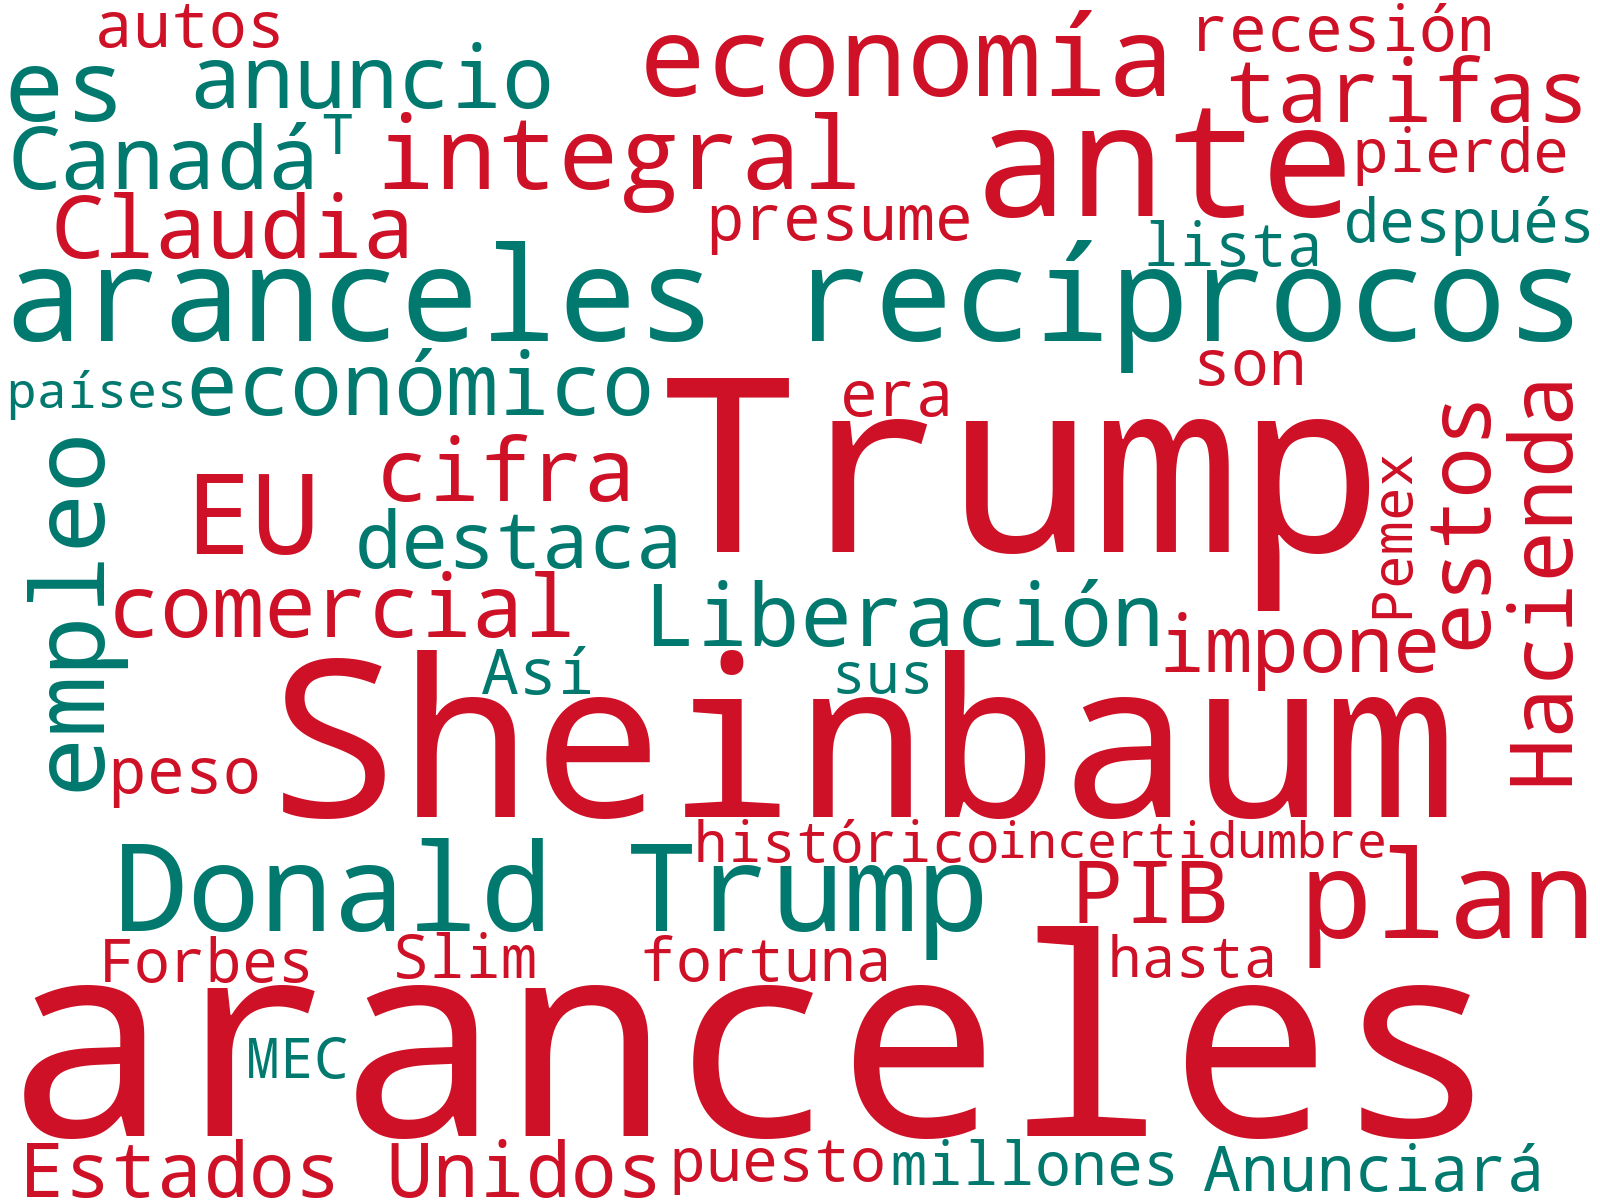 autos
economía
recesión
es
anuncio
tarifas
Canadá
T
integral
ante
pierde
Claudia
presume
lista
después
aranceles recíprocos
países
económico
Trump
era
son
empleo
EU
cifra
destaca
Pemex
estos
Hacienda
comercial
Liberación
impone
Así
sus
Sheinbaum
peso
histórico
incertidumbre
Donald Trump
PIB
plan
Forbes
Slim
fortuna
hasta
aranceles
MEC
Estados Unidos
puesto
millones
Anunciará